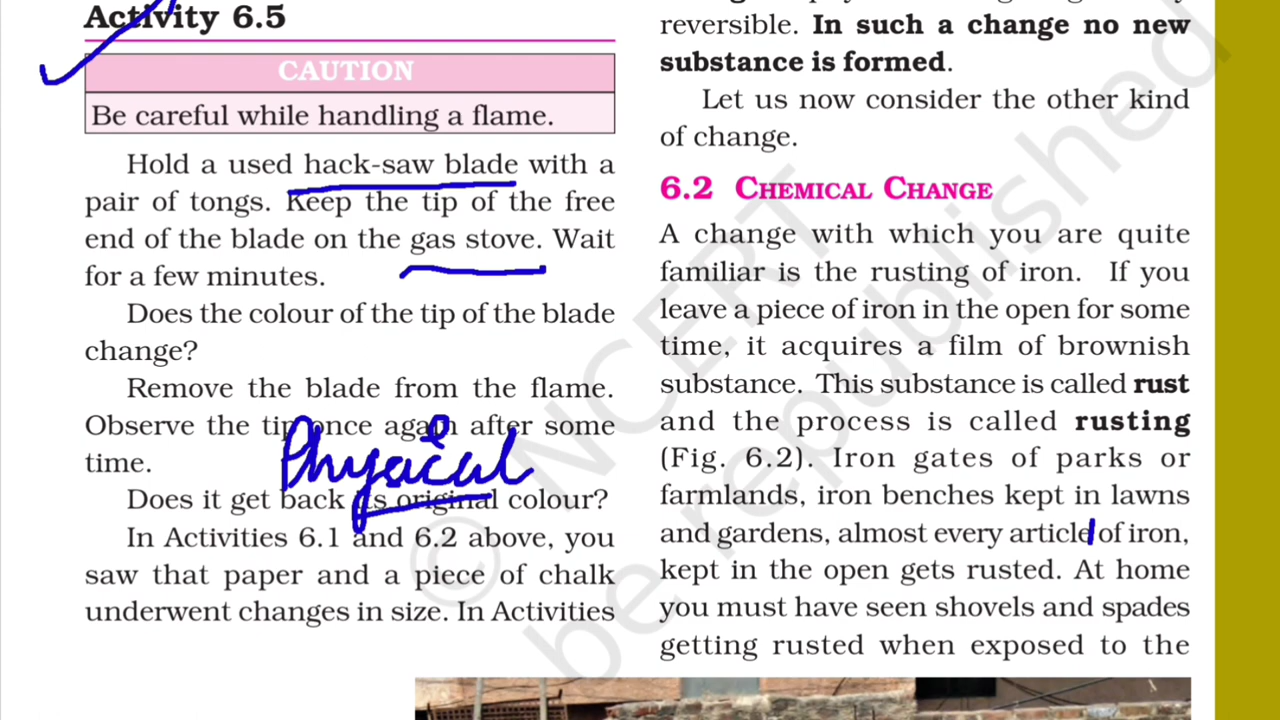 Activity 6.5
CAUTION
Be careful while handling a flame.
Hold a used hack-saw blade with a
pair of tongs. Keep the tip of the free
end of the blade on the gas stove. Wait
for a few minutes.
Does the colour of the tip of the blade
change?
Remove the blade from the flame.
Observe the tip once again after some
time.
Physical
Does it get back its original colour?
In Activities 6.1 and 6.2 above, you
saw that paper and a piece of chalk
underwent changes in size. In Activities
reversible. In such a change no new
substance is formed.
Let us now consider the other kind
of change.
6.2 CHEMICAL CHANGE
A change with which you are quite
familiar is the rusting of iron. If you
leave a piece of iron in the open for some
time, it acquires a film of brownish
substance. This substance is called rust
and the process is called rusting
(Fig. 6.2). Iron gates of parks or
farmlands, iron benches kept in lawns
and gardens, almost every article of iron,
kept in the open gets rusted. At home
you must have seen shovels and spades
getting rusted when exposed to the
© NCERT
be republished